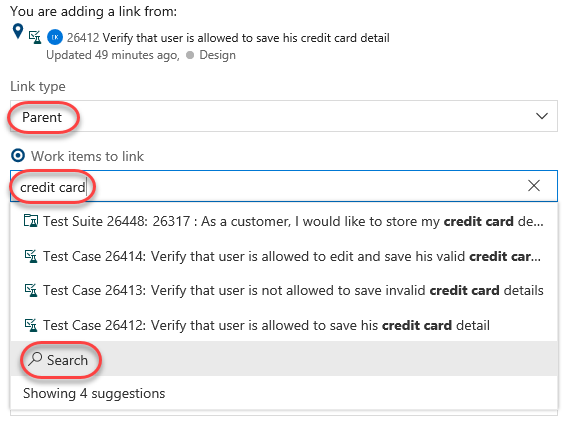 You are adding a link from:
26412 Verify that user is allowed to save his credit card detail
Updated 49 minutes ago, Design
Link type
Parent
Work items to link
credit card
Test Suite 26448: 26317 : As a customer, I would like to store my credit card de...
Test Case 26414: Verify that user is allowed to edit and save his valid credit car...
Test Case 26413: Verify that user is not allowed to save invalid credit card details
Test Case 26412: Verify that user is allowed to save his credit card detail
Search
Showing 4 suggestions